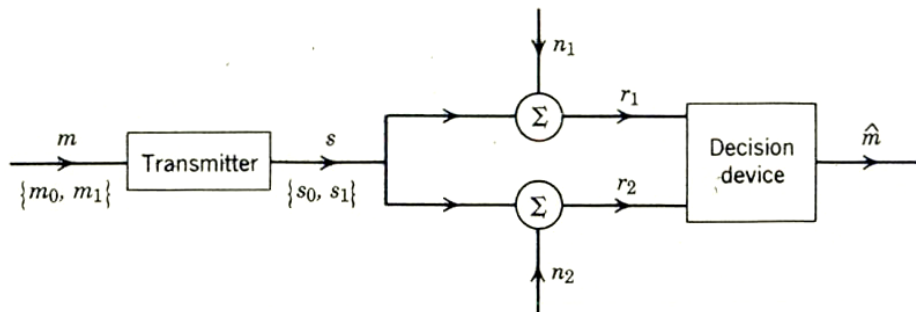 n₁
m
Transmitter
s
Σ
r₁
Decision
device
m̂
{m₀, m₁}
{s₀, s₁}
Σ
r₂
n₂